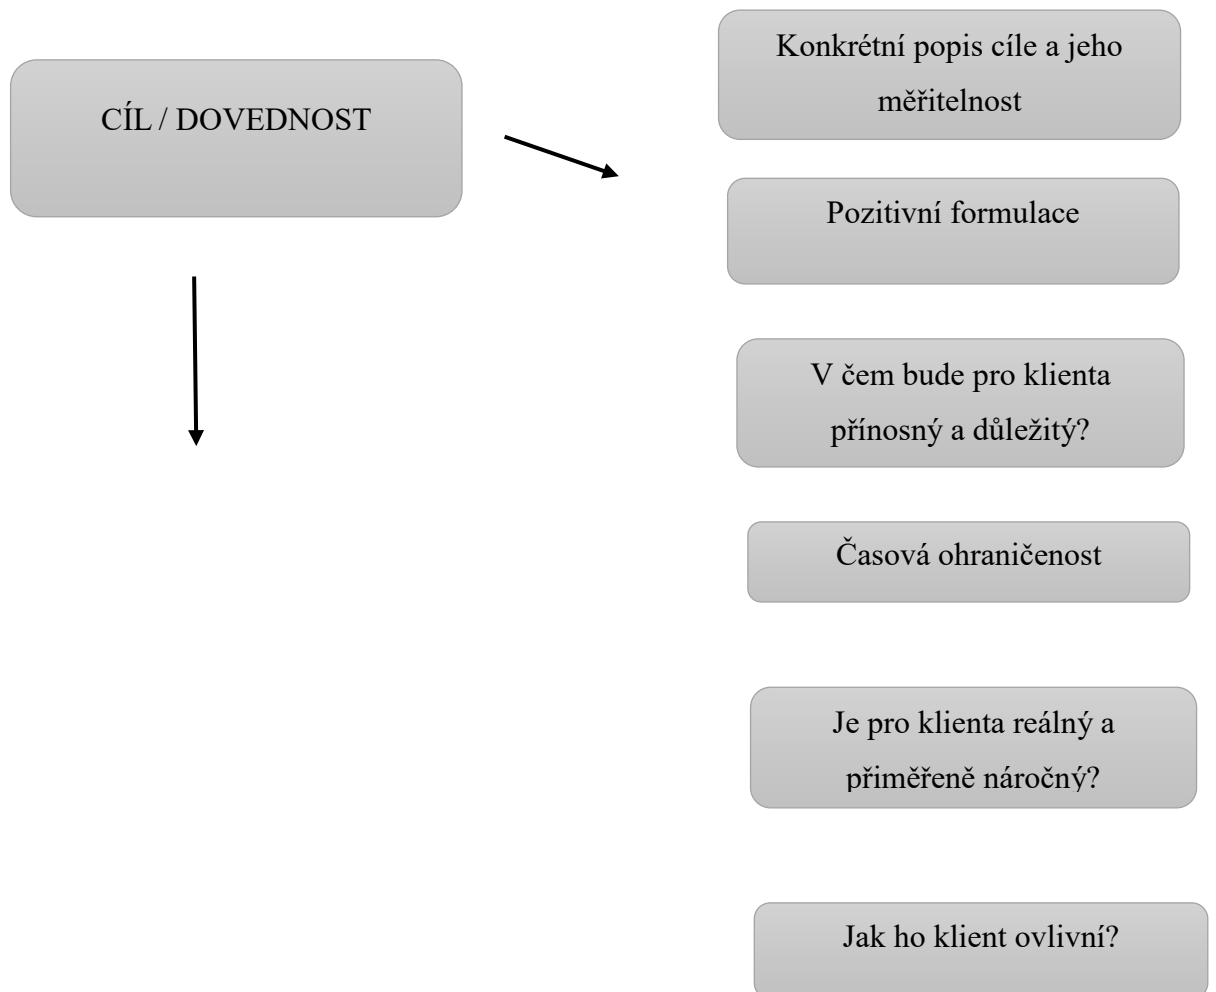 CÍL / DOVEDNOST
Konkrétní popis cíle a jeho
měřitelnost
Pozitivní formulace
V čem bude pro klienta
přínosný a důležitý?
Časová ohraničenost
Je pro klienta reálný a
přiměřeně náročný?
Jak ho klient ovlivní?